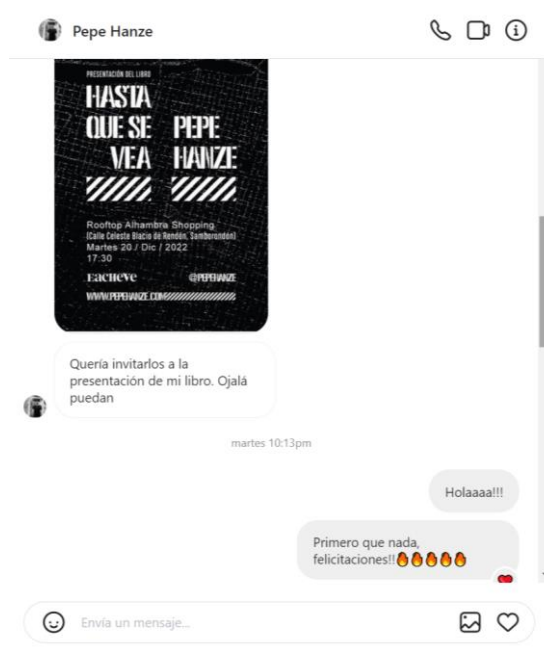 Pepe Hanze
PRESENTACIÓN DEL LIBRO
HASTA
QUE SE PEPE
VEA HANZE
Rooftop Alhambra Shopping
(Calle Celeste Blacio de Rendón, Samborondón)
Martes 20 / Dic / 2022
17:30
Eacheve @PEPEHANZE
WWW.PEPEHANZE.COM
Quería invitarlos a la
presentación de mi libro. Ojalá
puedan
martes 10:13pm
Holaaaa!!!
Primero que nada,
felicitaciones!!🔥🔥🔥🔥🔥
Envía un mensaje...